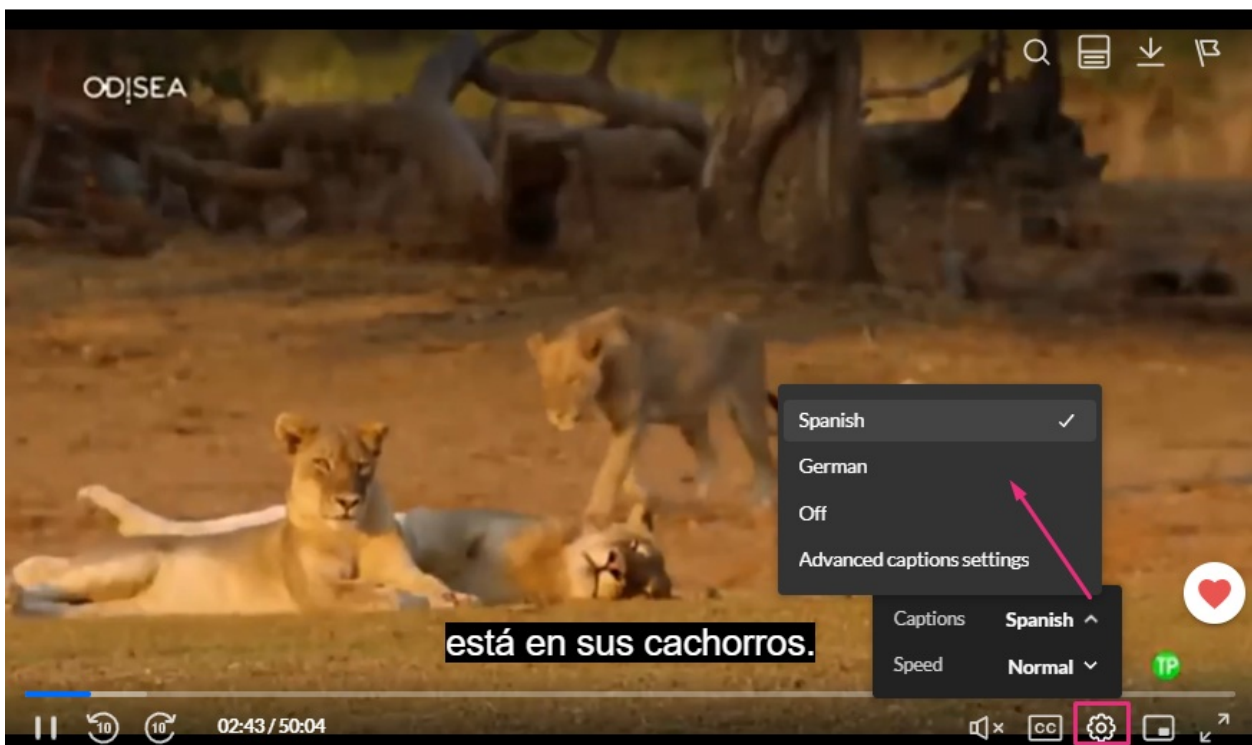 ODISEA
Spanish
German
Off
Advanced captions settings
Captions Spanish
está en sus cachorros.
Speed Normal
TP
10 10 02:43 / 50:04 CC